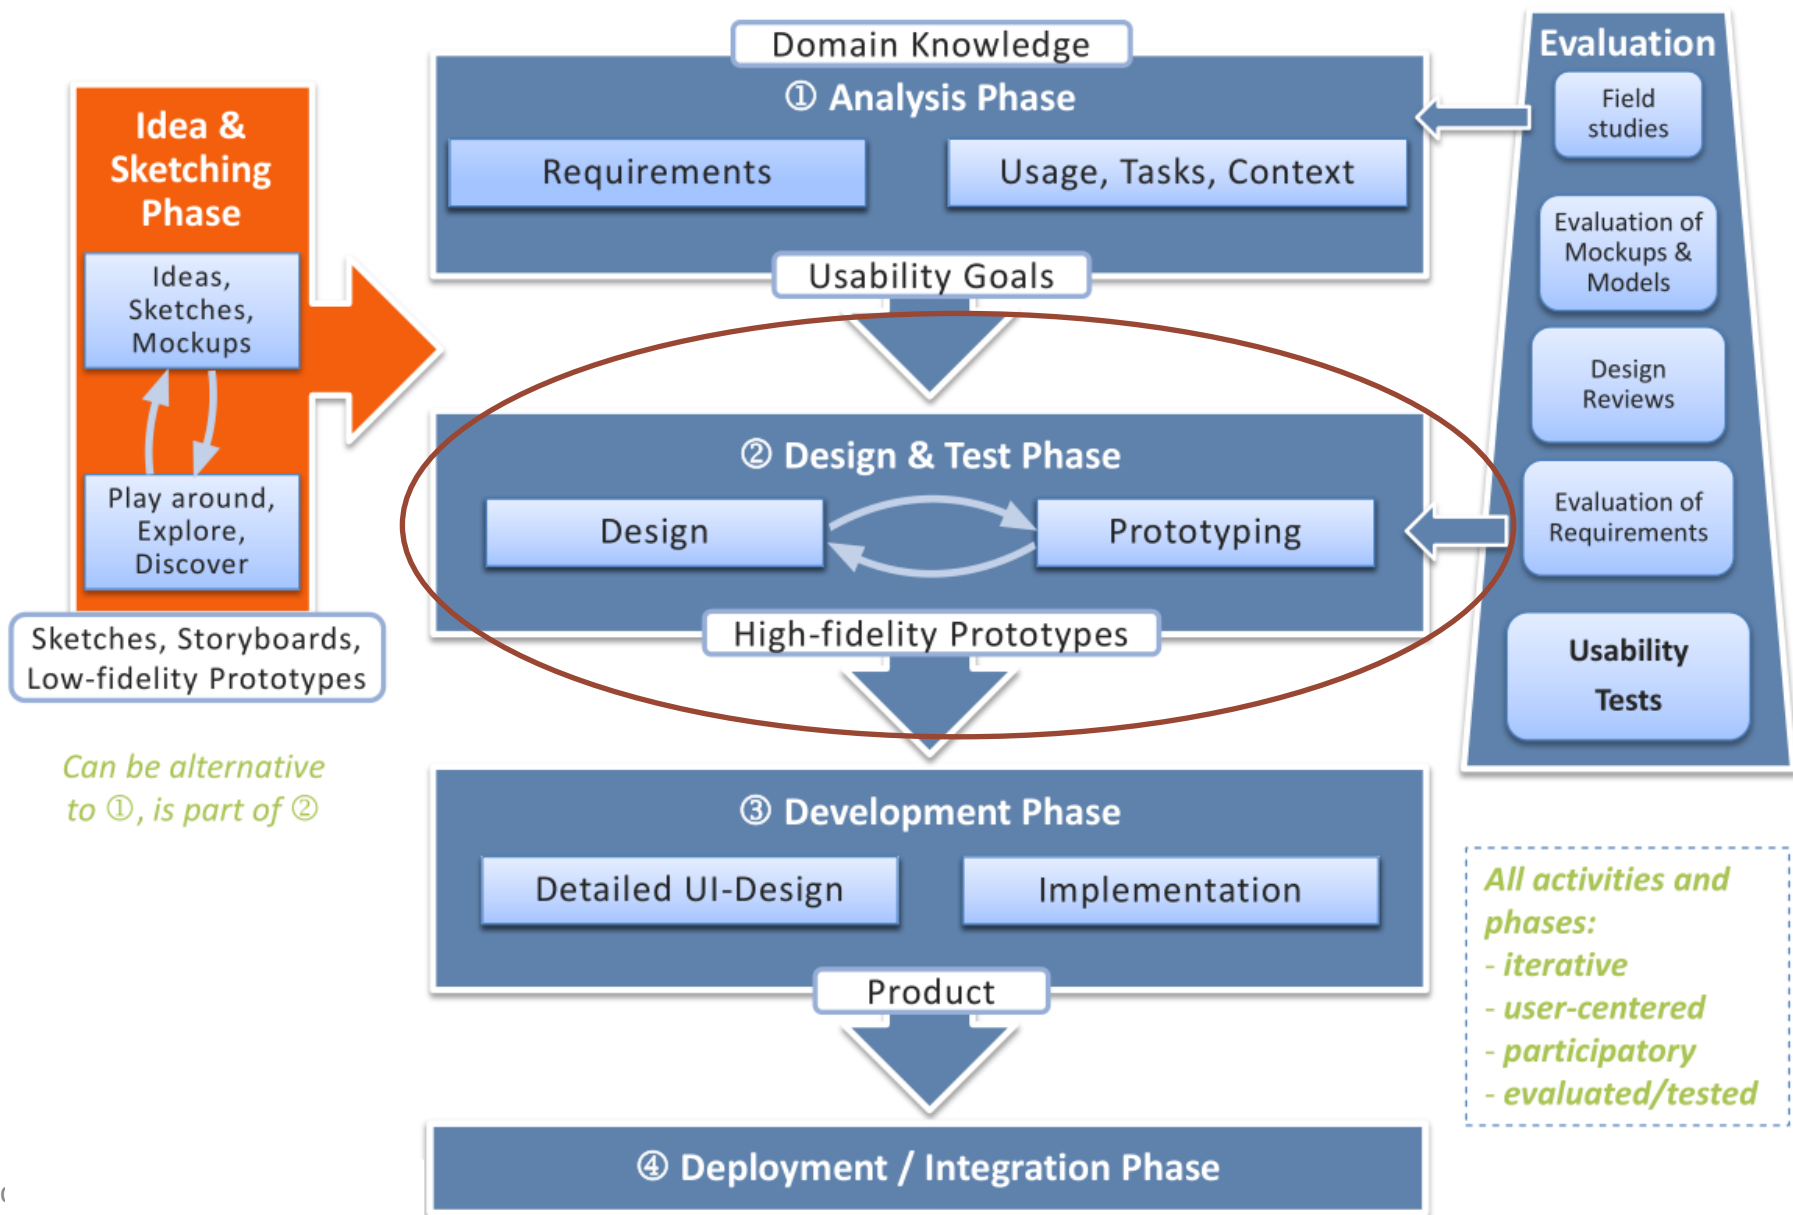 Idea &
Sketching
Phase
Ideas,
Sketches,
Mockups
Play around,
Explore,
Discover
Sketches, Storyboards,
Low-fidelity Prototypes
Can be alternative
to ①, is part of ②
Domain Knowledge
① Analysis Phase
Requirements
Usage, Tasks, Context
Usability Goals
② Design & Test Phase
Design
Prototyping
High-fidelity Prototypes
③ Development Phase
Detailed UI-Design
Implementation
Product
④ Deployment / Integration Phase
Evaluation
Field
studies
Evaluation of
Mockups &
Models
Design
Reviews
Evaluation of
Requirements
Usability
Tests
All activities and
phases:
- iterative
- user-centered
- participatory
- evaluated/tested